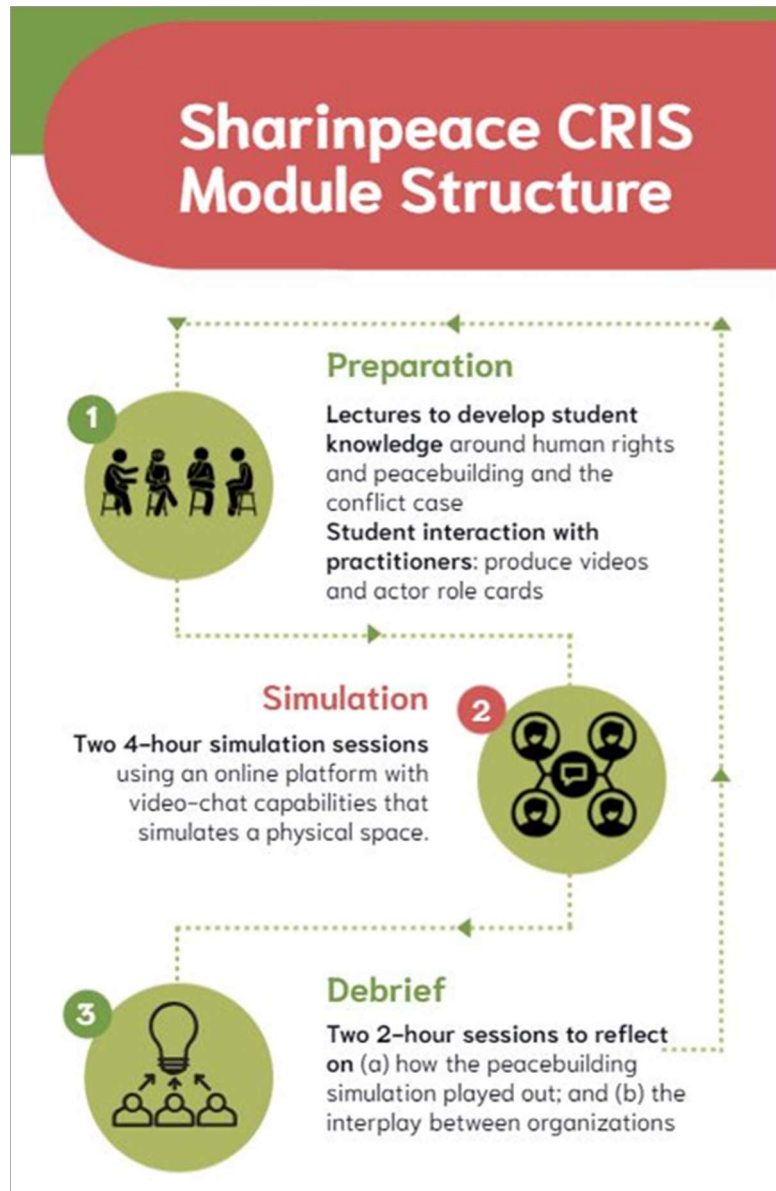 Sharinpeace CRIS
Module Structure
1
Preparation
Lectures to develop student
knowledge around human rights
and peacebuilding and the
conflict case
Student interaction with
practitioners: produce videos
and actor role cards
Simulation
2
Two 4-hour simulation sessions
using an online platform with
video-chat capabilities that
simulates a physical space.
3
Debrief
Two 2-hour sessions to reflect
on (a) how the peacebuilding
simulation played out; and (b) the
interplay between organizations